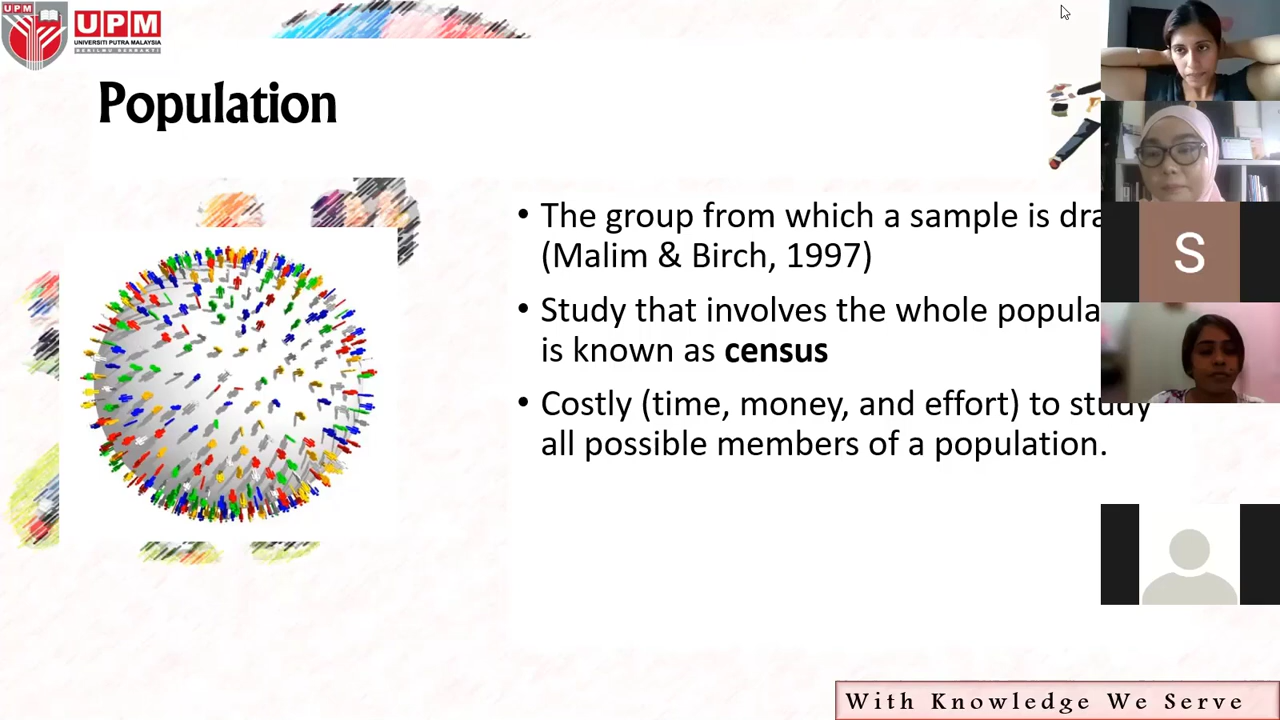 UPM
UPM
UNIVERSITI PUTRA MALAYSIA
BERILMU BERBAKTI
Population
• The group from which a sample is
(Malim & Birch, 1997)
• Study that involves the whole
is known as census
• Costly (time, money, and effort) to study
all possible members of a population.
S
With Knowledge We Serve